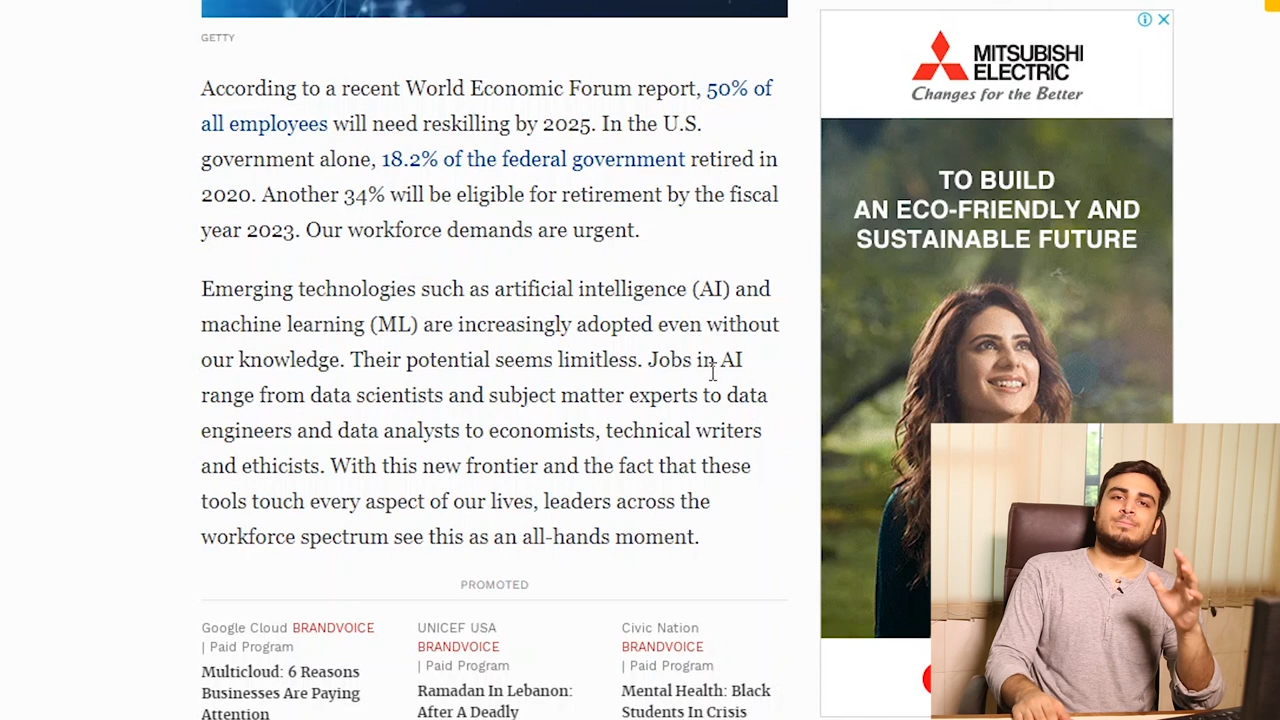 GETTY
According to a recent World Economic Forum report, 50% of
all employees will need reskilling by 2025. In the U.S.
government alone, 18.2% of the federal government retired in
2020. Another 34% will be eligible for retirement by the fiscal
year 2023. Our workforce demands are urgent.
Emerging technologies such as artificial intelligence (AI) and
machine learning (ML) are increasingly adopted even without
our knowledge. Their potential seems limitless. Jobs in AI
range from data scientists and subject matter experts to data
engineers and data analysts to economists, technical writers
and ethicists. With this new frontier and the fact that these
tools touch every aspect of our lives, leaders across the
workforce spectrum see this as an all-hands moment.
PROMOTED
Google Cloud BRANDVOICE
| Paid Program
Multicloud: 6 Reasons
Businesses Are Paying
Attention
UNICEF USA
BRANDVOICE
| Paid Program
Ramadan In Lebanon:
After A Deadly
Civic Nation
BRANDVOICE
| Paid Program
Mental Health: Black
Students In Crisis
MITSUBISHI
ELECTRIC
Changes for the Better
TO BUILD
AN ECO-FRIENDLY AND
SUSTAINABLE FUTURE